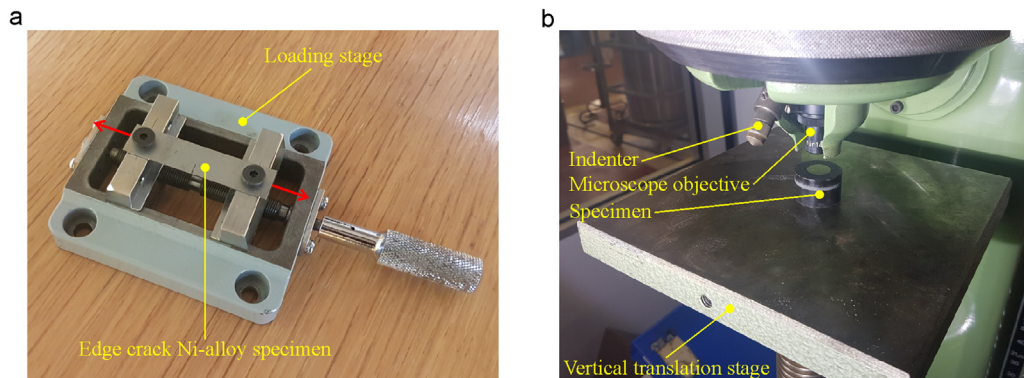 a
Loading stage
Edge crack Ni-alloy specimen
b
Indenter
Microscope objective
Specimen
Vertical translation stage